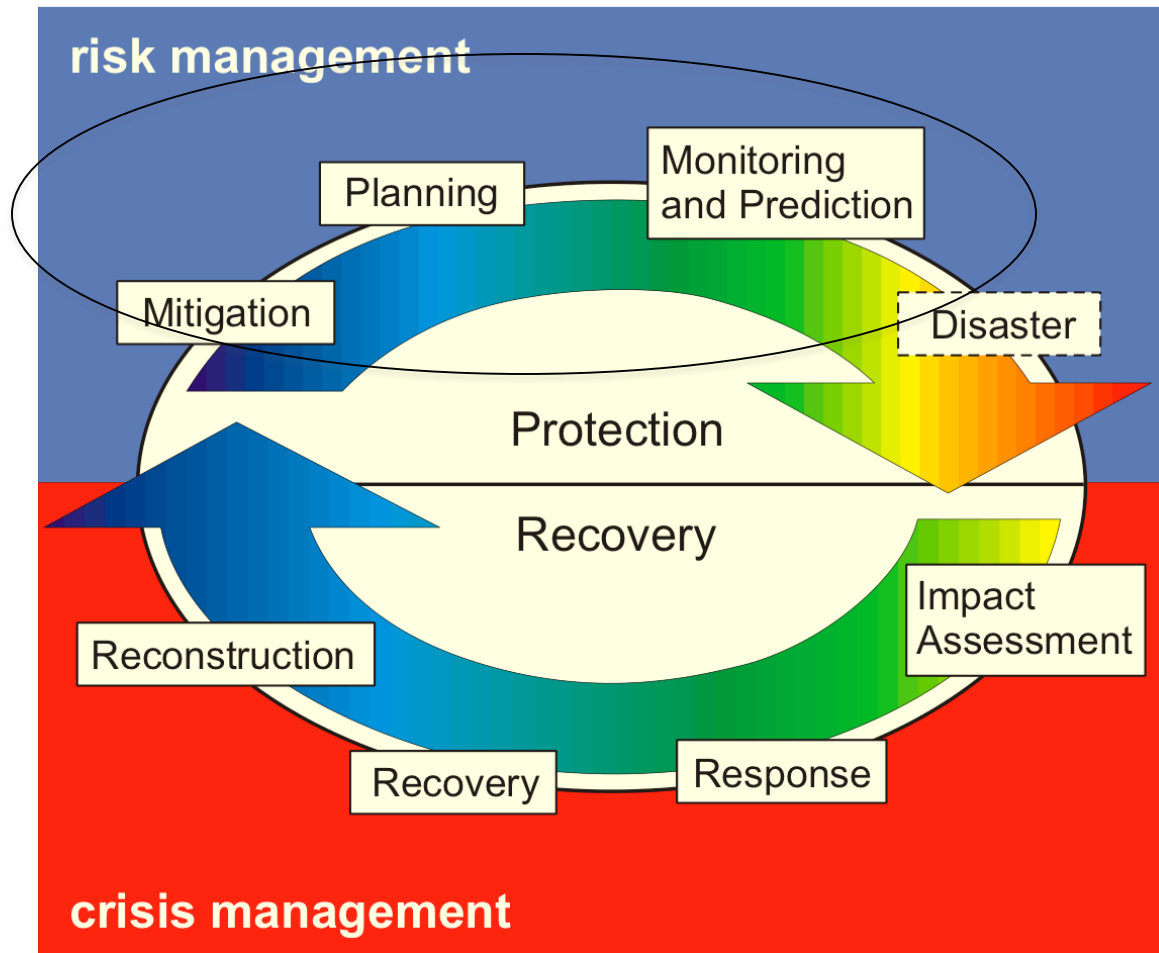 risk management
Planning
Monitoring
and Prediction
Mitigation
Disaster
Protection
Recovery
Impact
Assessment
Reconstruction
Recovery
Response
crisis management